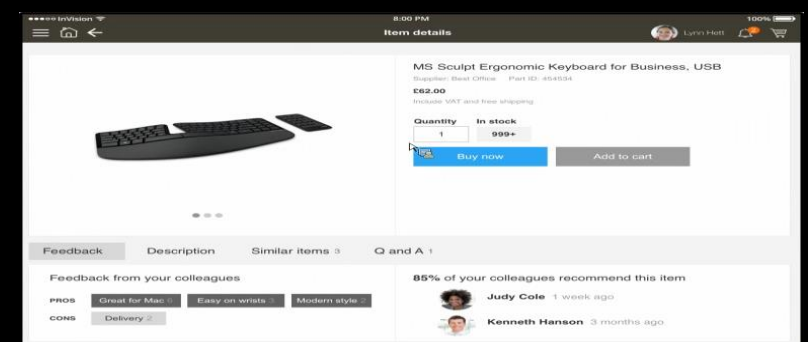 ●●●●○ InVision 8:00 PM 100%
Item details
Lynn Hett 2
MS Sculpt Ergonomic Keyboard for Business, USB
Supplier: Best Office Part ID: 454534
£62.00
Include VAT and free shipping
Quantity In stock
1 999+
Buy now Add to cart
Feedback Description Similar items 3 Q and A 1
Feedback from your colleagues
PROS Great for Mac 6 Easy on wrists 3 Modern style 2
CONS Delivery 2
85% of your colleagues recommend this item
Judy Cole 1 week ago
Kenneth Hanson 3 months ago